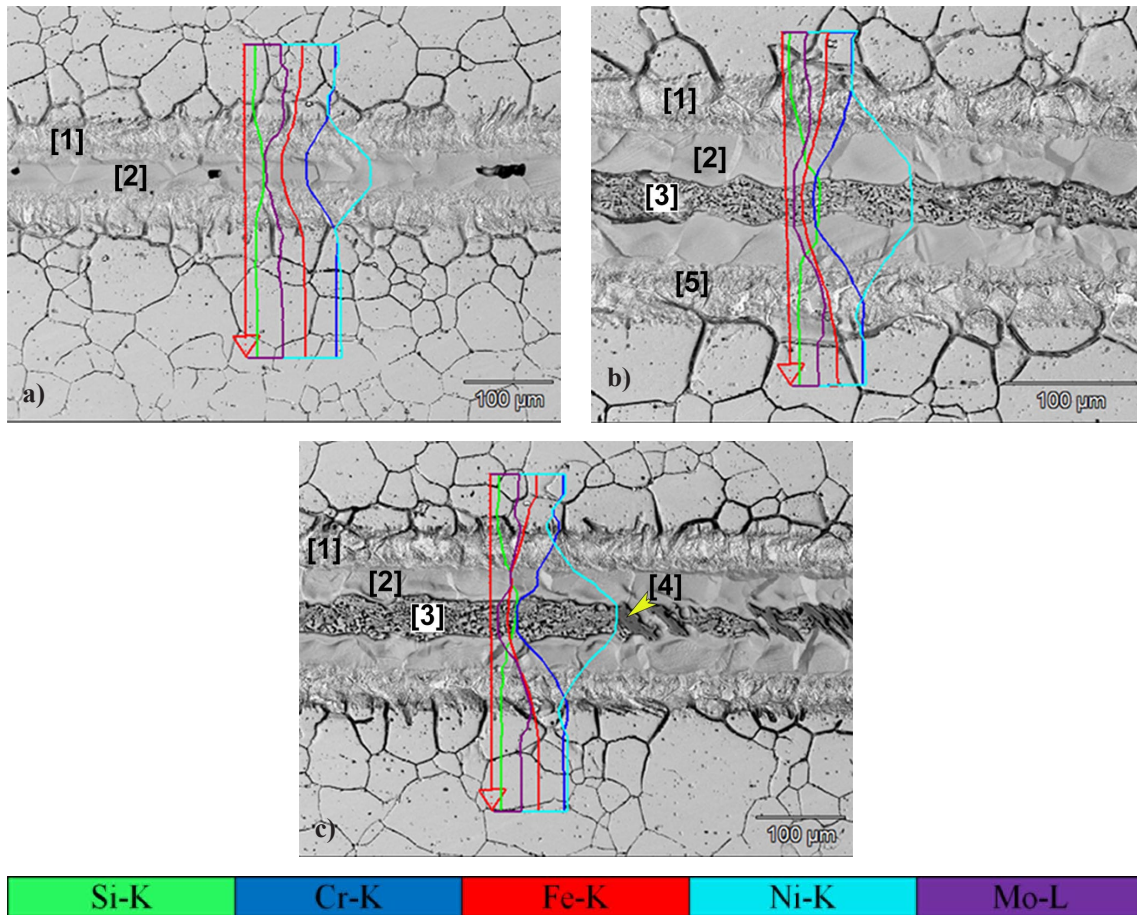 [1]
[2]
a)
100 µm
[1]
[2]
[3]
[5]
b)
100 µm
[1]
[2]
[3]
[4]
c)
100 µm
Si-K Cr-K Fe-K Ni-K Mo-L